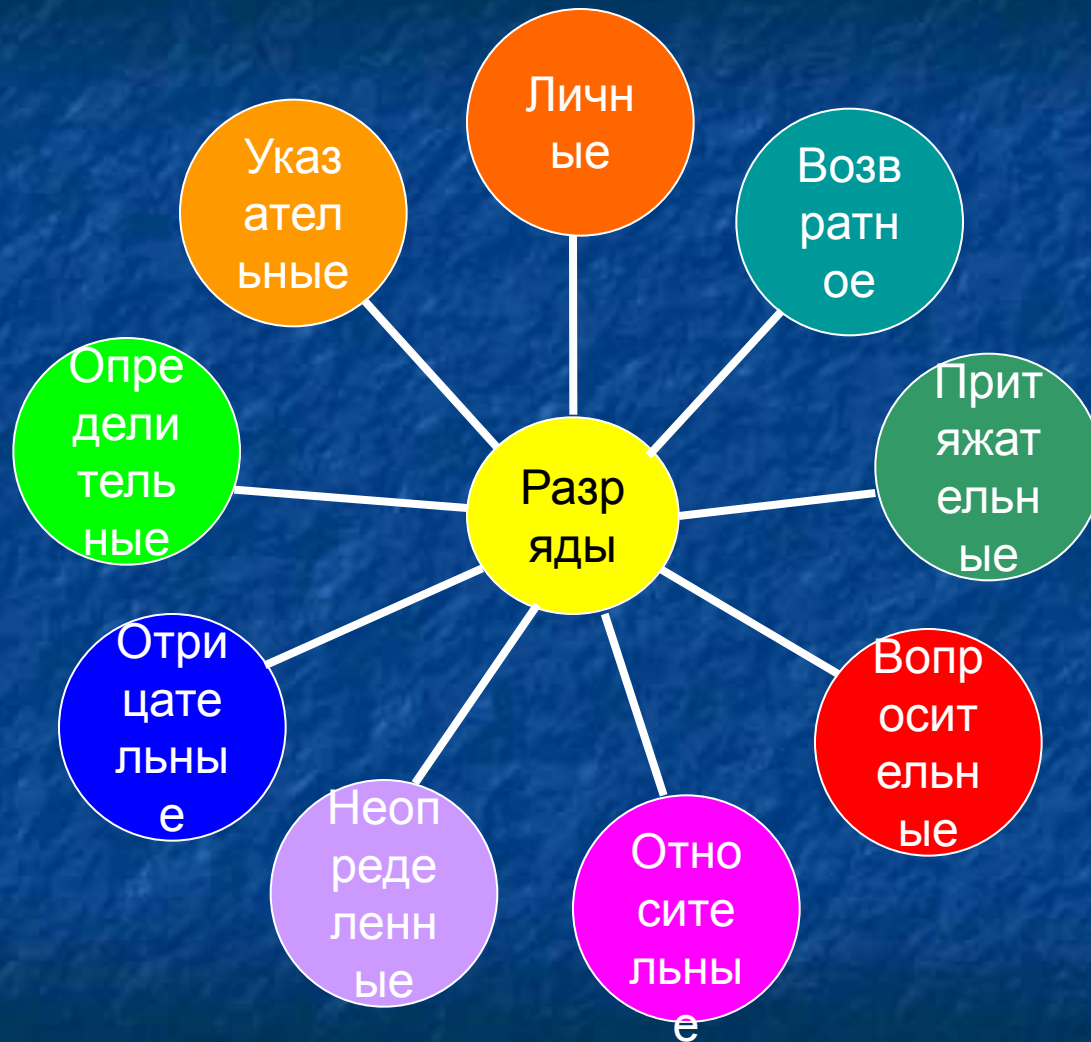 Личн
ые
Возв
ратн
ое
Прит
яжат
ельн
ые
Вопр
осит
ельн
ые
Отно
сите
льны
е
Неоп
реде
ленн
ые
Отри
цате
льны
е
Опре
дели
тель
ные
Указ
ател
ьные
Разр
яды